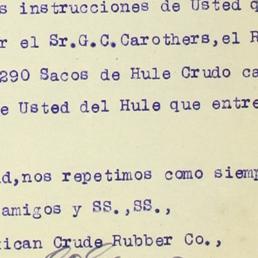 s instrucciones de Usted q
r el Sr.G.C.Carothers, el R
290 Sacos de Hule Crudo ca
e Usted del Hule que entre
d, nos repetimos como siemp
amigos y SS.,SS.,
ican Crude Rubber Co.,